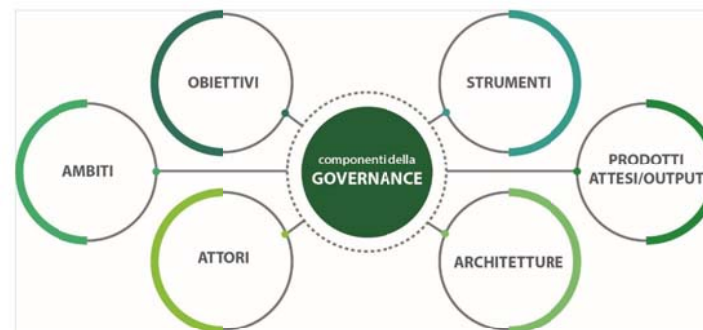 OBIETTIVI
STRUMENTI
AMBITI
componenti della
GOVERNANCE
PRODOTTI
ATTESI/OUTPUT
ATTORI
ARCHITETTURE